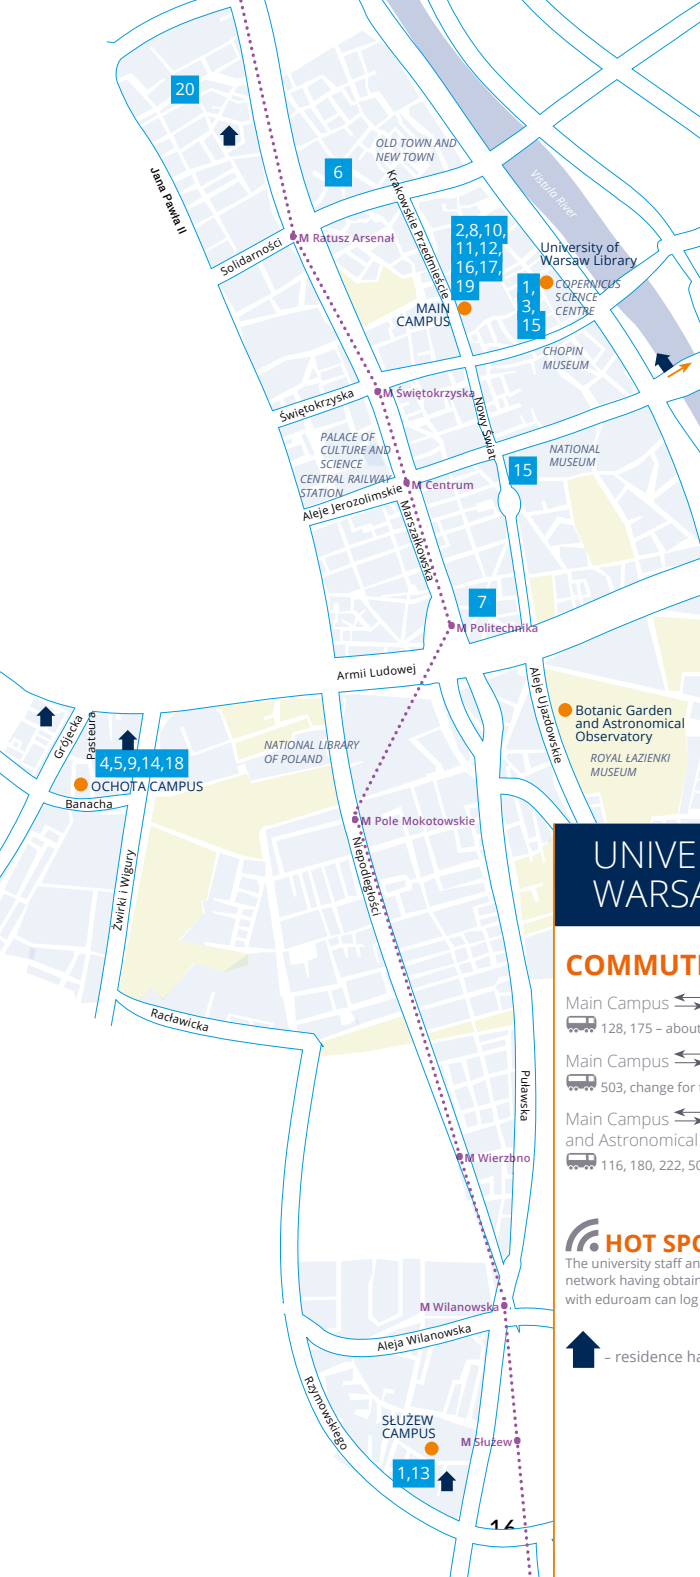 20
OLD TOWN AND
NEW TOWN
6
Jana Pawła II
Krakowskie Przedmieście
Vistula River
Solidarności
M Ratusz Arsenał
2,8,10,
11,12,
16,17,
19
University of
Warsaw Library
1,
3,
15
COPERNICUS
SCIENCE
CENTRE
MAIN
CAMPUS
CHOPIN
MUSEUM
Świętokrzyska
M Świętokrzyska
Nowy Świat
PALACE OF
CULTURE AND
SCIENCE
CENTRAL RAILWAY
STATION
NATIONAL
MUSEUM
15
Aleje Jerozolimskie
M Centrum
Marszałkowska
7
M Politechnika
Armii Ludowej
Aleje Ujazdowskie
Botanic Garden
and Astronomical
Observatory
ROYAL ŁAZIENKI
MUSEUM
Grójecka
Pasteura
NATIONAL LIBRARY
OF POLAND
4,5,9,14,18
OCHOTA CAMPUS
Banacha
M Pole Mokotowskie
Żwirki i Wigury
Niepodległości
UNIVE
WARSA
COMMUT
Main Campus
128, 175 – about
Main Campus
503, change for
Main Campus
and Astronomical
116, 180, 222, 50
Racławicka
Puławska
M Wierzbno
HOT SPO
The university staff an
network having obtain
with eduroam can log
M Wilanowska
Aleja Wilanowska
– residence ha
Rzymowskiego
SŁUŻEW
CAMPUS
M Służew
1,13
16